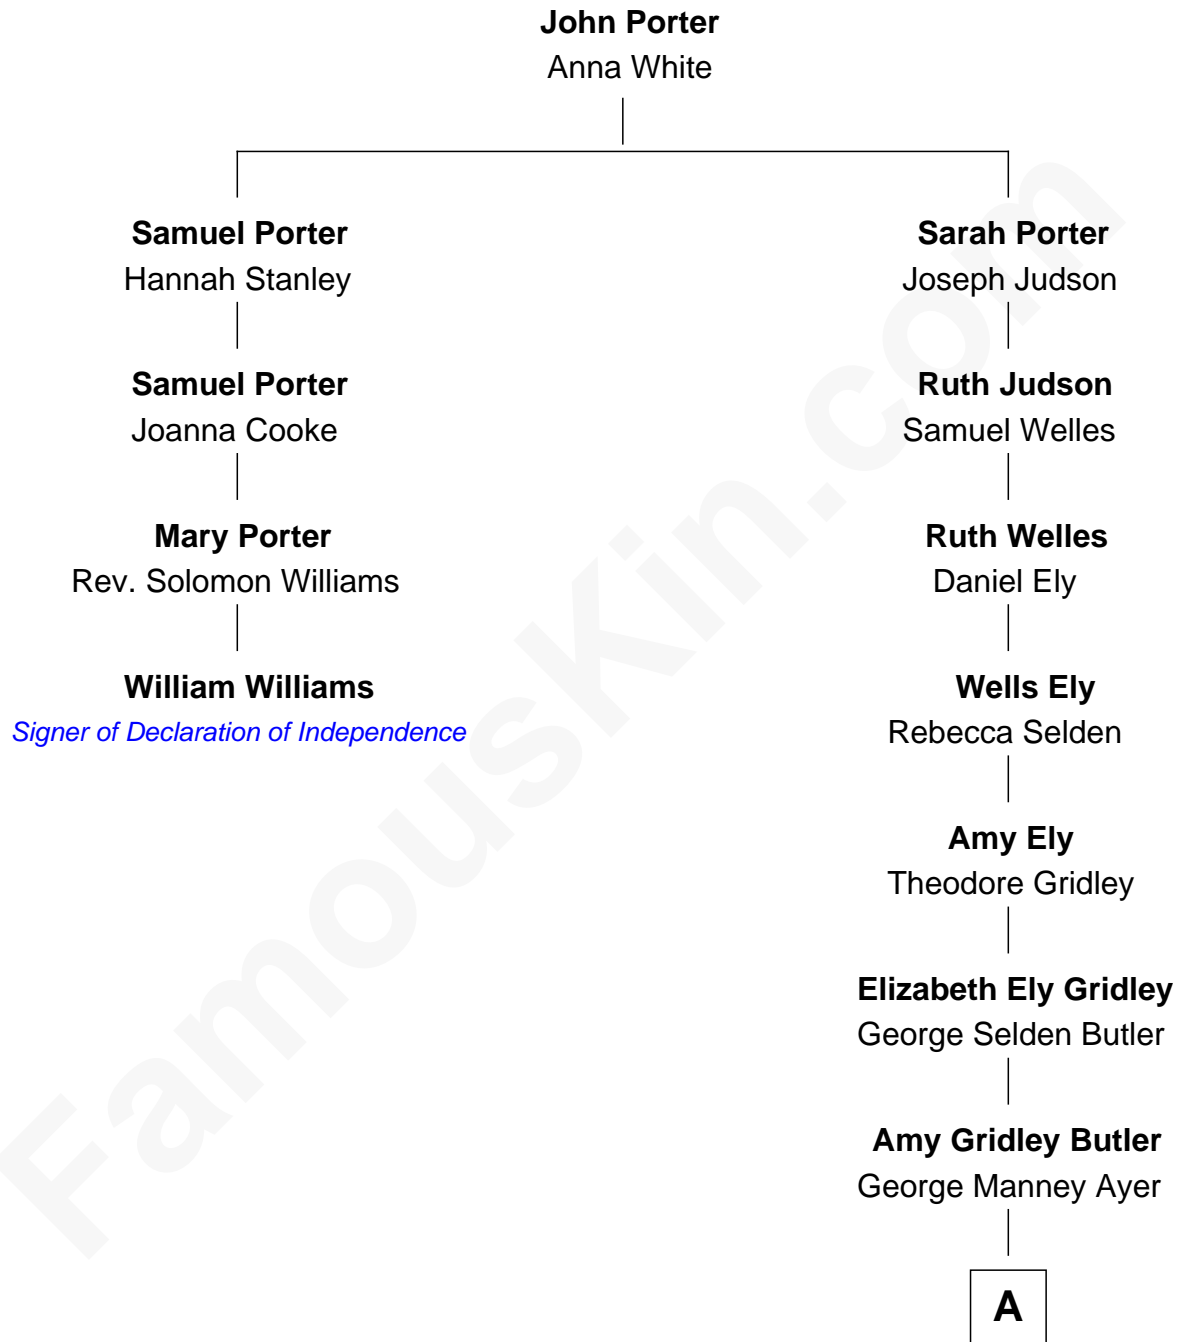 John Porter
Anna White
Samuel Porter
Hannah Stanley
Sarah Porter
Joseph Judson
Samuel Porter
Joanna Cooke
Ruth Judson
Samuel Welles
Mary Porter
Rev. Solomon Williams
Ruth Welles
Daniel Ely
William Williams
Signer of Declaration of Independence
Wells Ely
Rebecca Selden
Amy Ely
Theodore Gridley
Elizabeth Ely Gridley
George Selden Butler
Amy Gridley Butler
George Manney Ayer
A
FamousKin.com